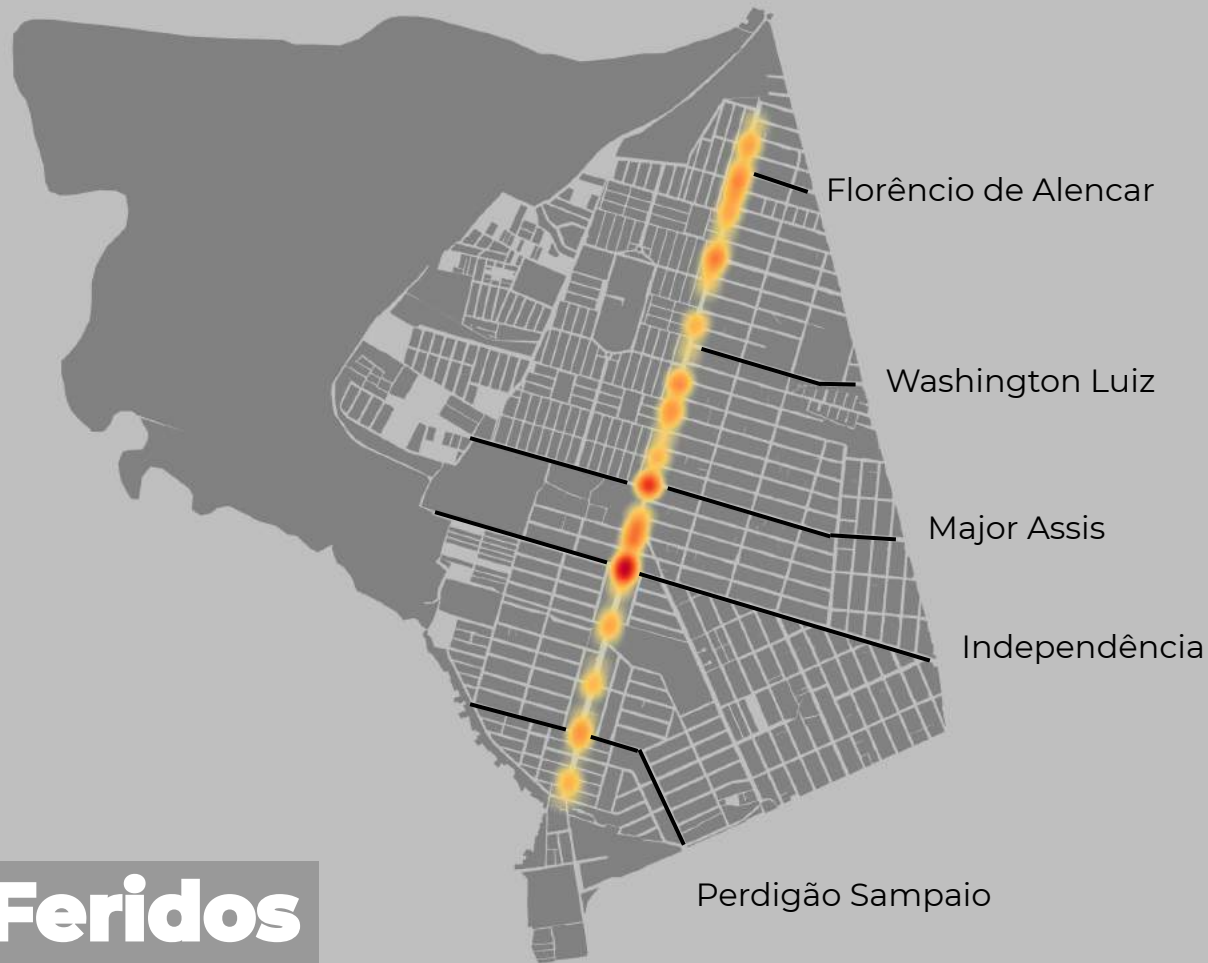 Florêncio de Alencar
Washington Luiz
Major Assis
Independência
Perdigão Sampaio
Feridos